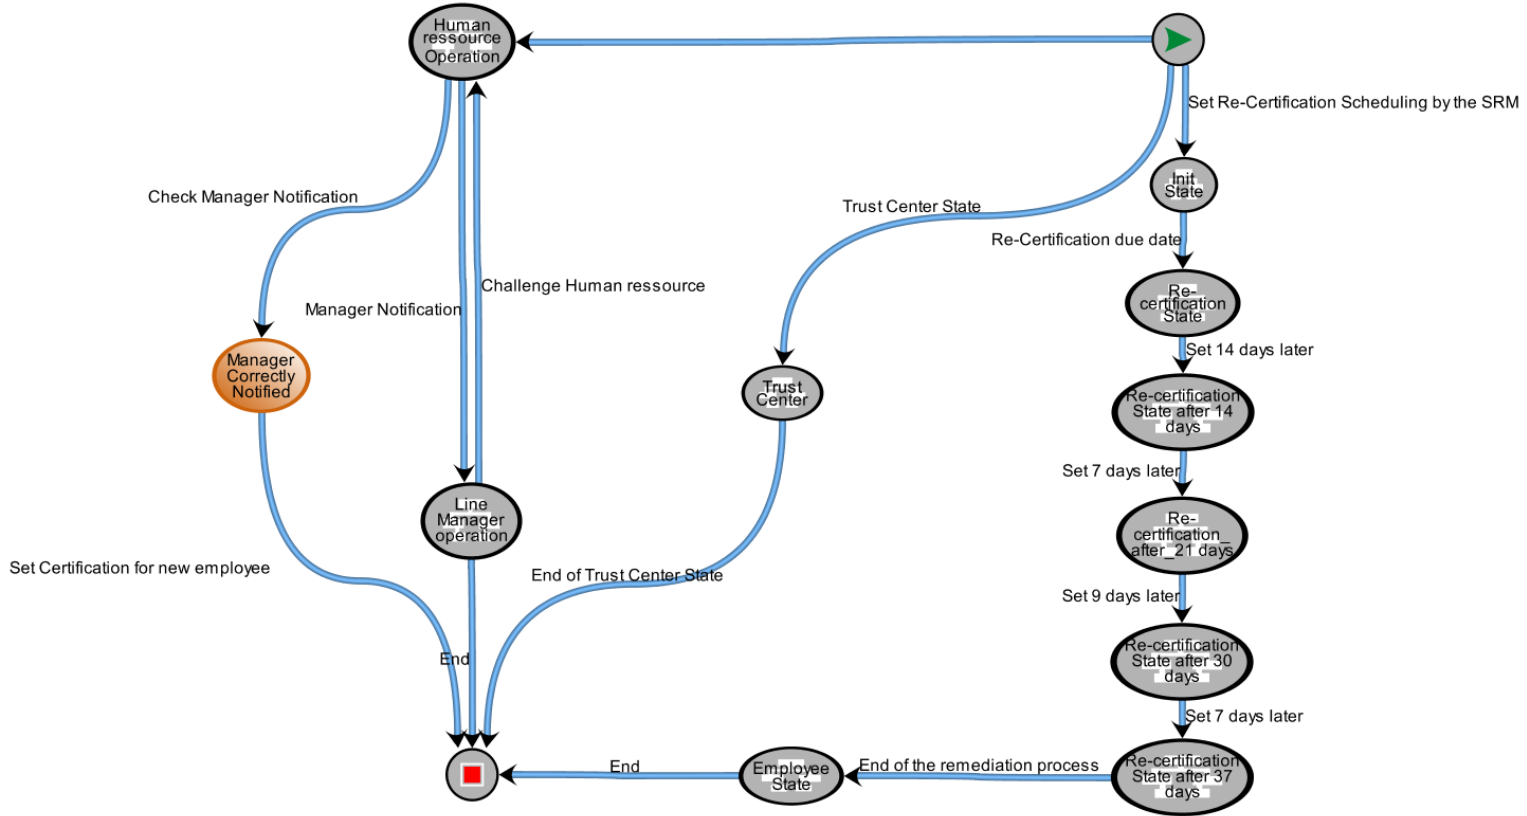 Human
ressource
Operation
Set Re-Certification Scheduling by the SRM
Init
State
Check Manager Notification
Trust Center State
Re-Certification due date
Challenge Human ressource
Manager Notification
Re-
certification
State
Set 14 days later
Manager
Correctly
Notified
Trust
Center
Re-certification
State after 14
days
Set 7 days later
Line
Manager
operation
Re-
certification_
after_21 days
Set Certification for new employee
End of Trust Center State
Set 9 days later
End
Re-certification
State after 30
days
Set 7 days later
End
Employee
State
End of the remediation process
Re-certification
State after 37
days